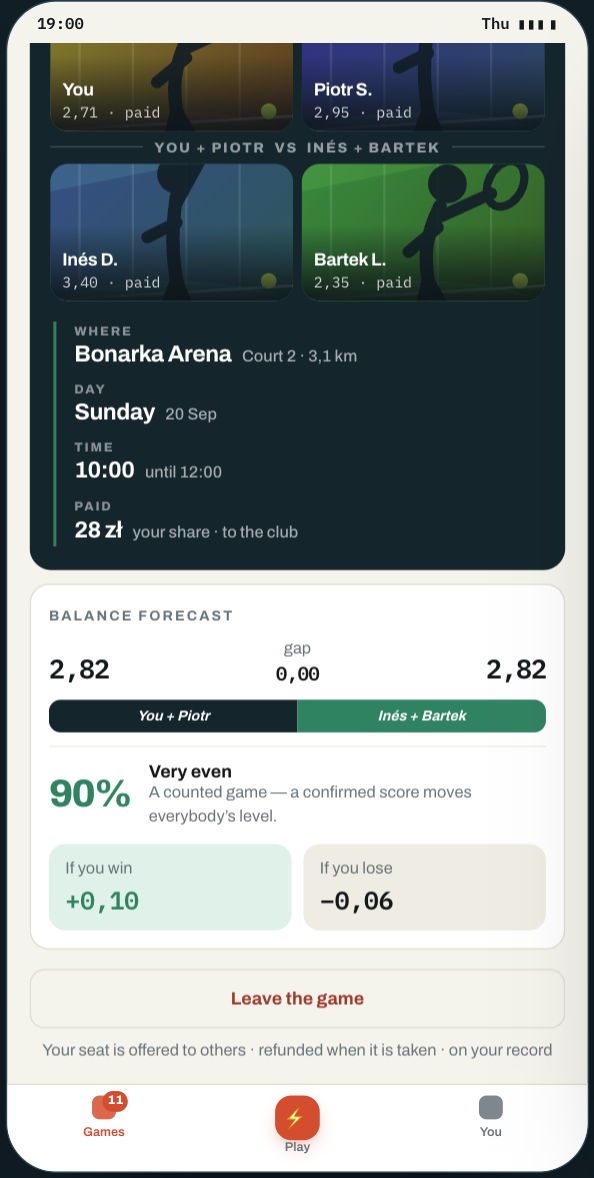 19:00
Thu
You
2,71 · paid
Piotr S.
2,95 · paid
YOU + PIOTR VS INÉS + BARTEK
Inés D.
3,40 · paid
Bartek L.
2,35 · paid
WHERE
Bonarka Arena Court 2 · 3,1 km
DAY
Sunday 20 Sep
TIME
10:00 until 12:00
PAID
28 zł your share · to the club
BALANCE FORECAST
gap
2,82 0,00 2,82
You + Piotr Inés + Bartek
90%
Very even
A counted game — a confirmed score moves
everybody’s level.
If you win
+0,10
If you lose
−0,06
Leave the game
Your seat is offered to others · refunded when it is taken · on your record
11
Games
Play
You